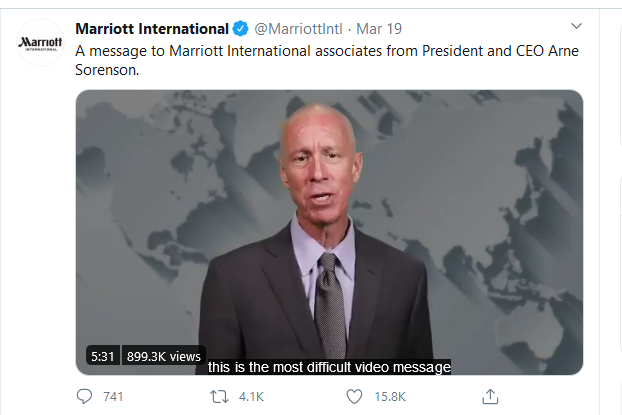 Marriott International @MarriottIntl · Mar 19
Marriott
INTERNATIONAL
A message to Marriott International associates from President and CEO Arne
Sorenson.
5:31 899.3K views
this is the most difficult video message
741 4.1K 15.8K